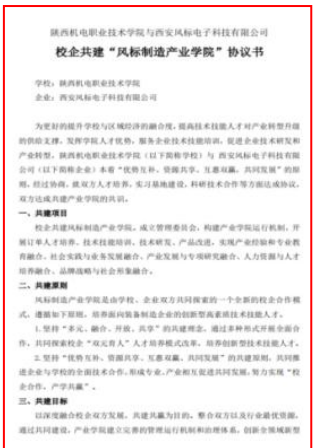 陕西机电职业技术学院与西安风标电子科技有限公司
校企共建“风标制造产业学院”协议书
学校：陕西机电职业技术学院
企业：西安风标电子科技有限公司
为更好的提升学校与区域经济的融合度，提高技术技能人才对产业转型升级
的供给支撑，发挥学院人才优势，服务企业技术技能培训，促进企业技术研发和
产业转型，陕西机电职业技术学院（以下简称学校）与 西安风标电子科技有限
公司（以下简称企业）本着“优势互补、资源共享、互惠双赢、共同发展”的原
则，经过协商，就双方人才培养、实习基地建设、科研技术合作等方面达成协议，
双方达成共建产业学院的共识。
一、共建项目
校企共建风标制造产业学院，成立管理委员会，构建产业学院运行机制，开
展订单人才培养、技术技能培训、技术研发、产品改进，实现产业经验和专业教
育融合、社会实践与业务发展融合、产业发展与专项研究融合、人力资源与人才
培养融合、品牌战略与社会形象融合。
二、共建原则
风标制造产业学院是由学校、企业双方共同探索的一个全新的校企合作模
式，遵循如下原则，培养面向装备制造业企业的创新型高素质技术技能人才。
1. 坚持“多元、融合、开放、共享”的共建理念，通过多种形式开展全面合
作，共同探索校企“双元育人”人才培养模式改革，培养创新型技术技能人才。
2. 坚持“优势互补、资源共享、互惠双赢、共同发展”的共建原则，共同推
进企业与学校的全面技术合作，形成专业、产业相互促进共同发展，努力实现“校
企合作、产学共赢”。
三、共建目标
以深度融合校企双方发展、共建共赢为目的，整合双方以及行业最优资源，
通过共同建设，产业学院建立完善的管理运行机制和治理体系，创新全领域新型